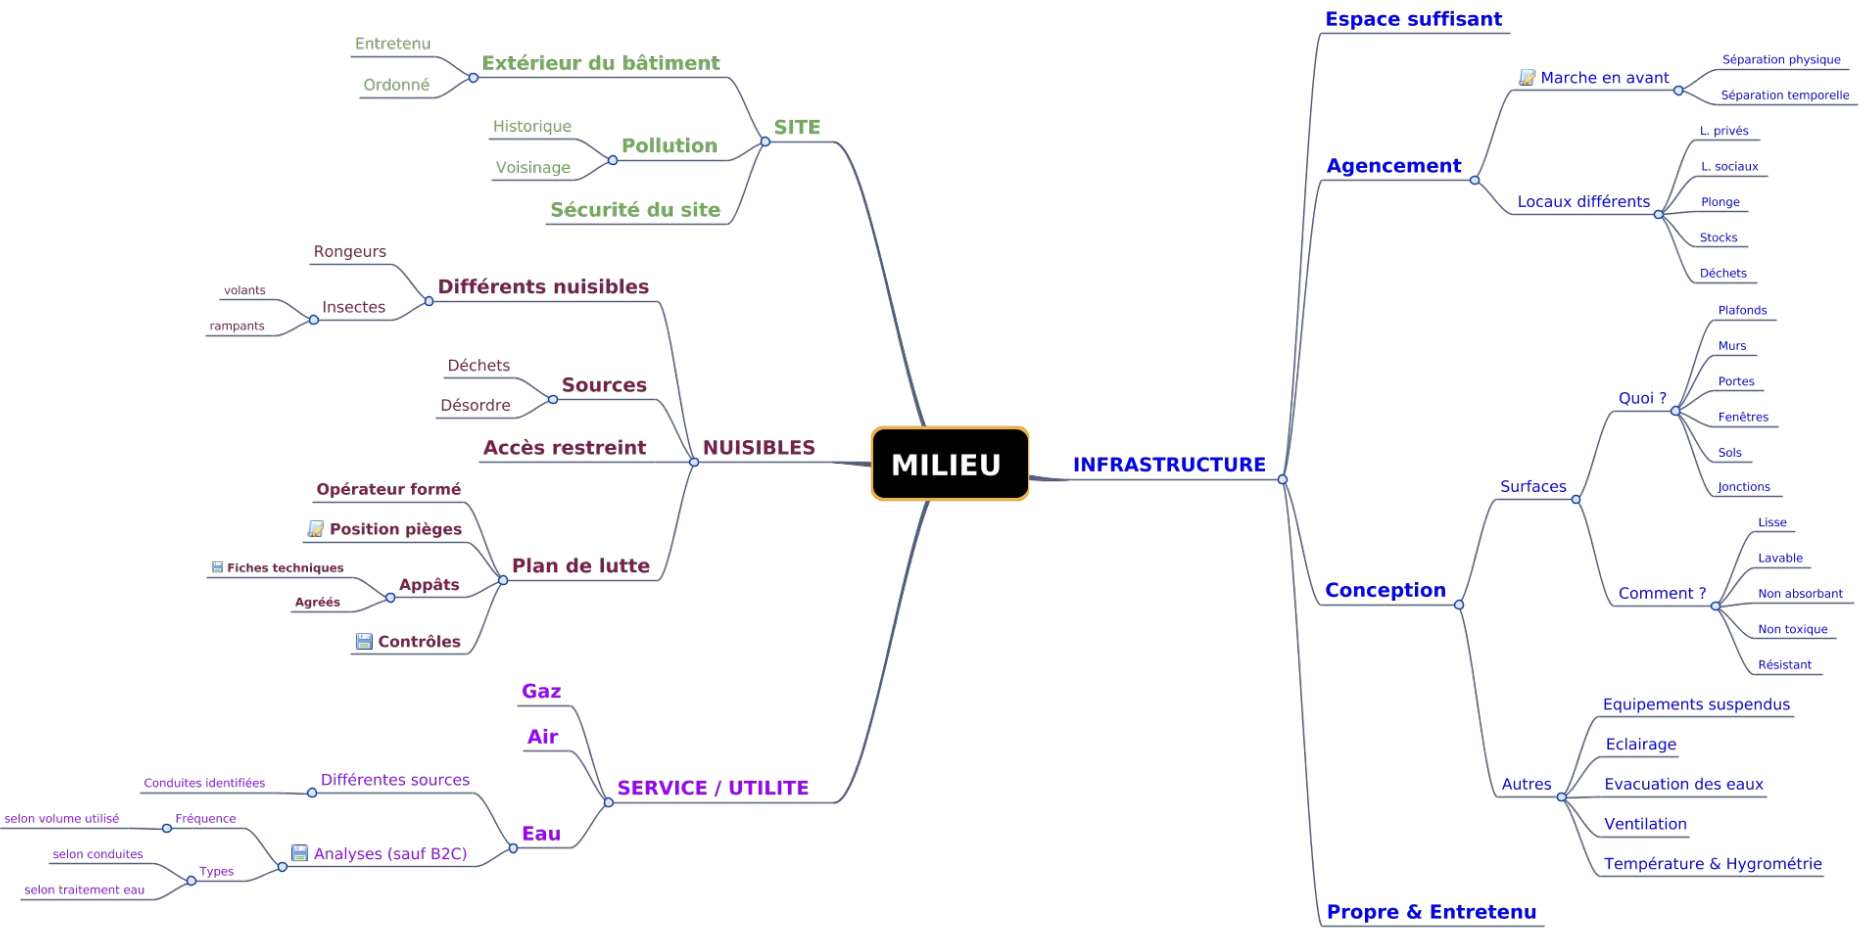 MILIEU
SITE
Extérieur du bâtiment
Entretenu
Ordonné
Pollution
Historique
Voisinage
Sécurité du site
NUISIBLES
Différents nuisibles
Rongeurs
Insectes
volants
rampants
Sources
Déchets
Désordre
Accès restreint
Plan de lutte
Opérateur formé
Position pièges
Appâts
Fiches techniques
Agréés
Contrôles
SERVICE / UTILITE
Gaz
Air
Eau
Différentes sources
Conduites identifiées
Analyses (sauf B2C)
Fréquence
selon volume utilisé
Types
selon conduites
selon traitement eau
INFRASTRUCTURE
Espace suffisant
Agencement
Marche en avant
Séparation physique
Séparation temporelle
Locaux différents
L. privés
L. sociaux
Plonge
Stocks
Déchets
Conception
Surfaces
Quoi ?
Plafonds
Murs
Portes
Fenêtres
Sols
Jonctions
Comment ?
Lisse
Lavable
Non absorbant
Non toxique
Résistant
Autres
Equipements suspendus
Eclairage
Evacuation des eaux
Ventilation
Température & Hygrométrie
Propre & Entretenu